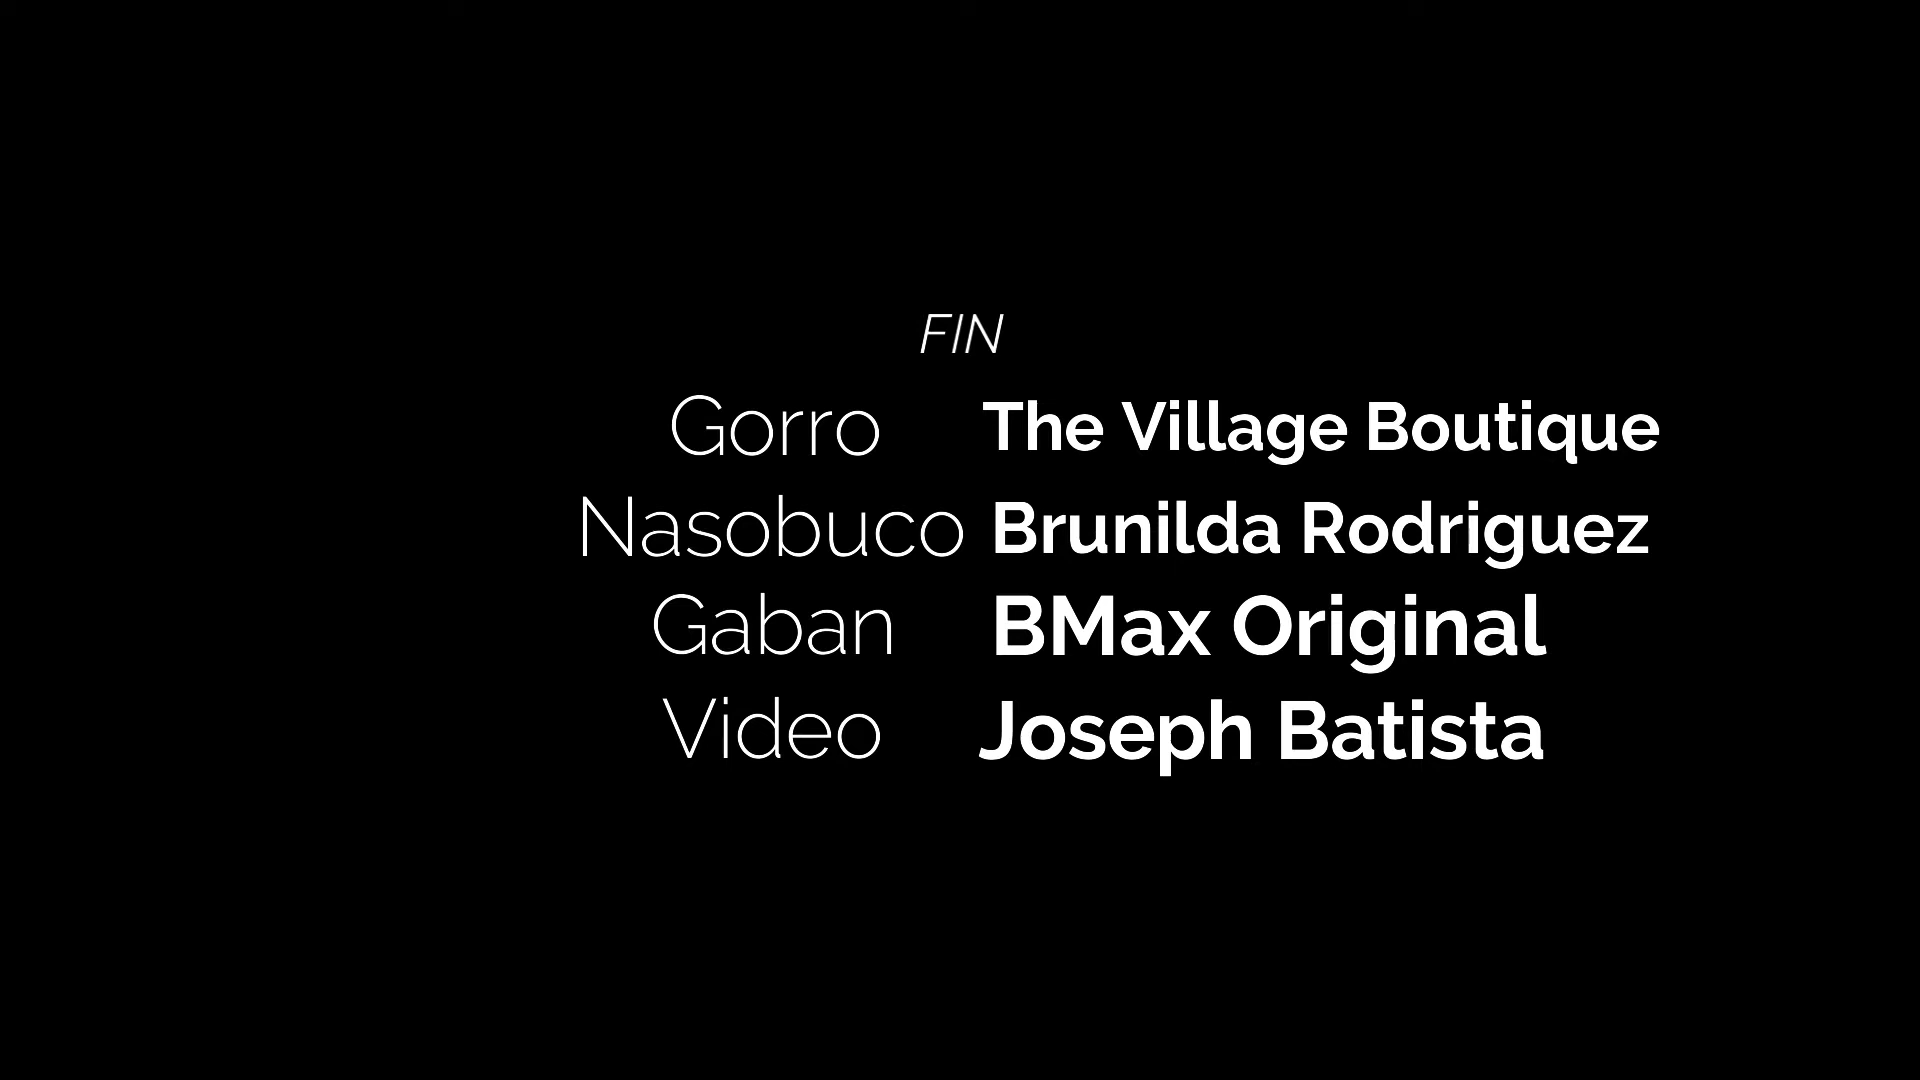 FIN
Gorro The Village Boutique
Nasobuco Brunilda Rodriguez
Gaban BMax Original
Video Joseph Batista